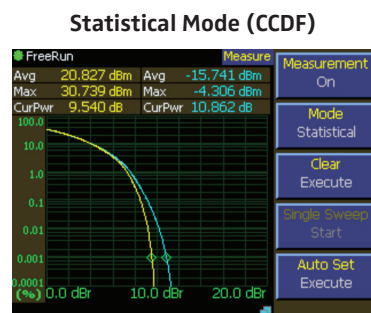 Statistical Mode (CCDF)
FreeRun Measure
Avg 20.827 dBm Avg -15.741 dBm
Max 30.739 dBm Max -4.306 dBm
CurPwr 9.540 dB CurPwr 10.862 dB
100.0
10.0
1.0
0.1
0.01
0.001
0.0001
(%) 0.0 dBr 10.0 dBr 20.0 dBr
Measurement
On
Mode
Statistical
Clear
Execute
Single Sweep
Start
Auto Set
Execute